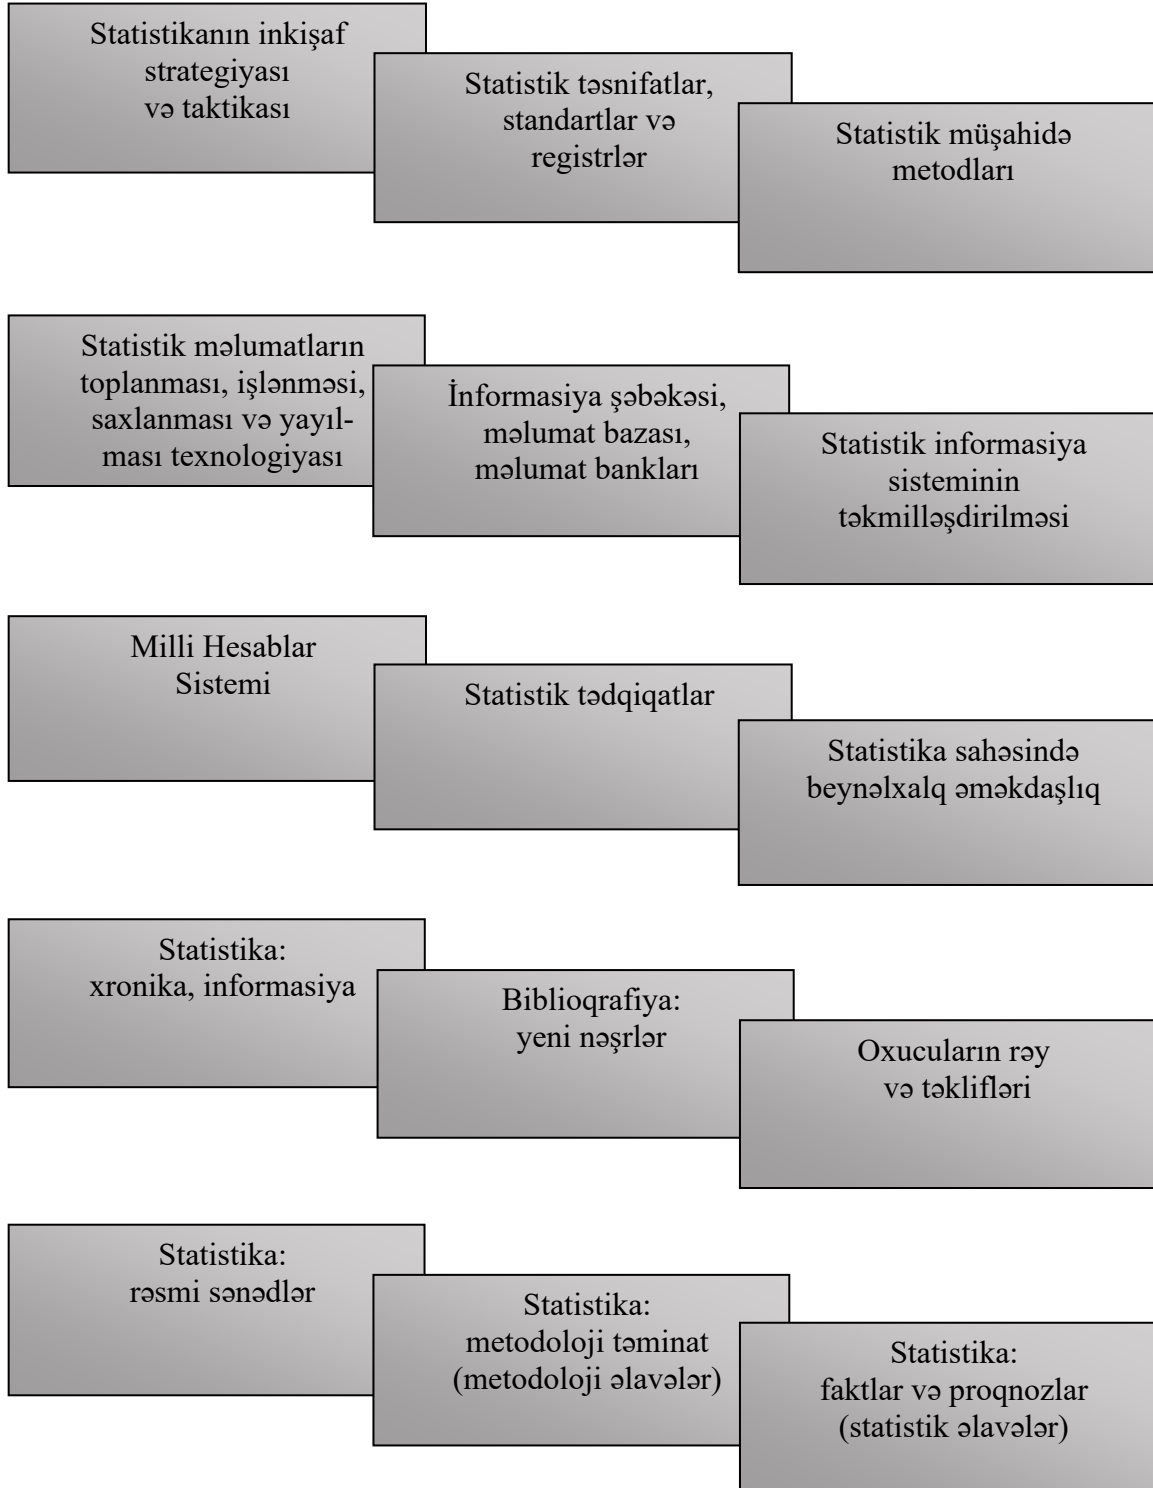 Statistikanın inkişaf
strategiyası
və taktikası
Statistik təsnifatlar,
standartlar və
registrlər
Statistik müşahidə
metodları
Statistik məlumatların
toplanması, işlənməsi,
saxlanması və yayıl-
ması texnologiyası
İnformasiya şəbəkəsi,
məlumat bazası,
məlumat bankları
Statistik informasiya
sisteminin
təkmilləşdirilməsi
Milli Hesablar
Sistemi
Statistik tədqiqatlar
Statistika sahəsində
beynəlxalq əməkdaşlıq
Statistika:
xronika, informasiya
Biblioqrafiya:
yeni nəşrlər
Oxucuların rəy
və təklifləri
Statistika:
rəsmi sənədlər
Statistika:
metodoloji təminat
(metodoloji əlavələr)
Statistika:
faktlar və proqnozlar
(statistik əlavələr)